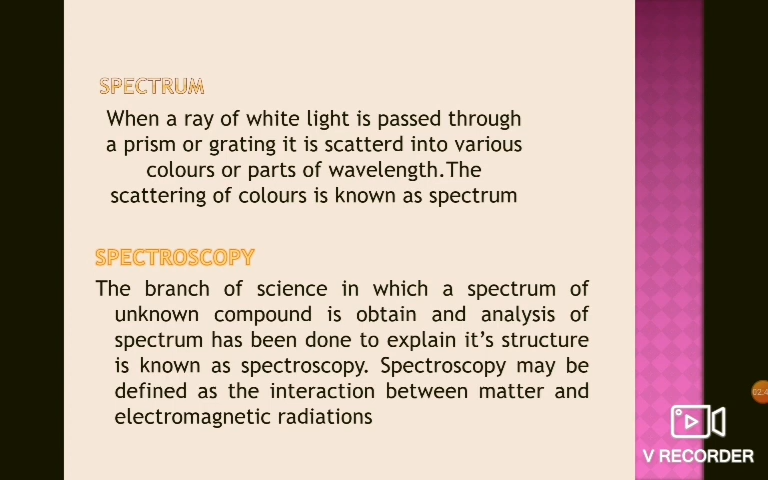 SPECTRUM
When a ray of white light is passed through
a prism or grating it is scatterd into various
colours or parts of wavelength.The
scattering of colours is known as spectrum
SPECTROSCOPY
The branch of science in which a spectrum of
unknown compound is obtain and analysis of
spectrum has been done to explain it’s structure
is known as spectroscopy. Spectroscopy may be
defined as the interaction between matter and
electromagnetic radiations
V RECORDER